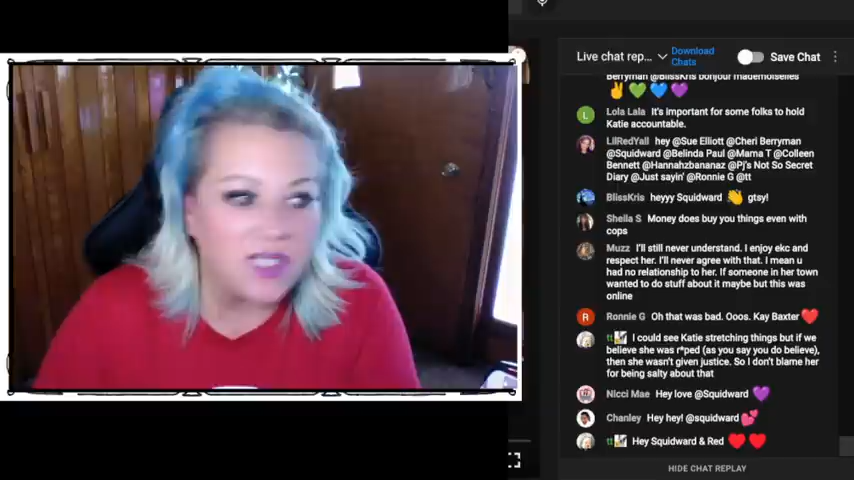 Live chat rep...
Download
Chats
Save Chat
Berryman @BlissKris bonjour mademoiselles
✌💚💙💜
L
Lola Lala It's important for some folks to hold
Katie accountable.
LilRedYall hey @Sue Elliott @Cheri Berryman
@Squidward @Belinda Paul @Mama T @Colleen
Bennett @Hannahzbananaz @Pj's Not So Secret
Diary @Just sayin' @Ronnie G @tt
BlissKris heyyy Squidward 👋 gtsy!
Sheila S Money does buy you things even with
cops
Muzz I'll still never understand. I enjoy ekc and
respect her. I'll never agree with that. I mean u
had no relationship to her. If someone in her town
wanted to do stuff about it maybe but this was
online
R
Ronnie G Oh that was bad. Ooos. Kay Baxter❤
tt I could see Katie stretching things but if we
believe she was r*ped (as you say you do believe),
then she wasn't given justice. So I don't blame her
for being salty about that
Nicci Mae Hey love @Squidward 💜
Chanley Hey hey! @squidward 💕
tt Hey Squidward & Red ❤❤
HIDE CHAT REPLAY